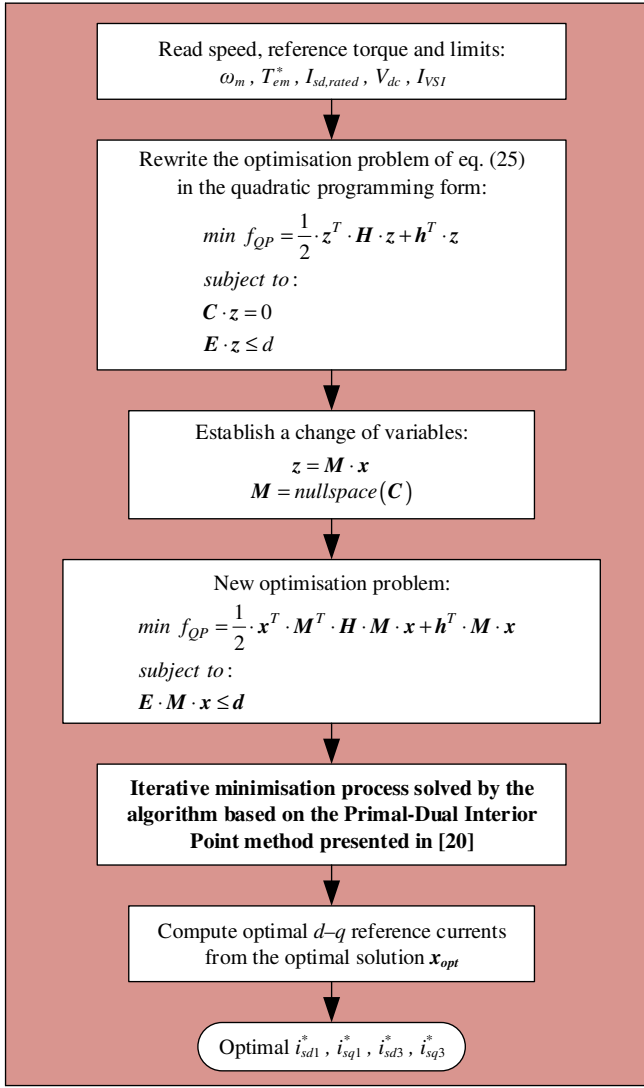 Read speed, reference torque and limits:
ω_m , T*_em , I_sd,rated , V_dc , I_VSI
Rewrite the optimisation problem of eq. (25)
in the quadratic programming form:
min f_QP = 1/2 · z^T · H · z + h^T · z
subject to:
C · z = 0
E · z ≤ d
Establish a change of variables:
z = M · x
M = nullspace(C)
New optimisation problem:
min f_QP = 1/2 · x^T · M^T · H · M · x + h^T · M · x
subject to:
E · M · x ≤ d
Iterative minimisation process solved by the
algorithm based on the Primal-Dual Interior
Point method presented in [20]
Compute optimal d–q reference currents
from the optimal solution x_opt
Optimal i*_sd1 , i*_sq1 , i*_sd3 , i*_sq3